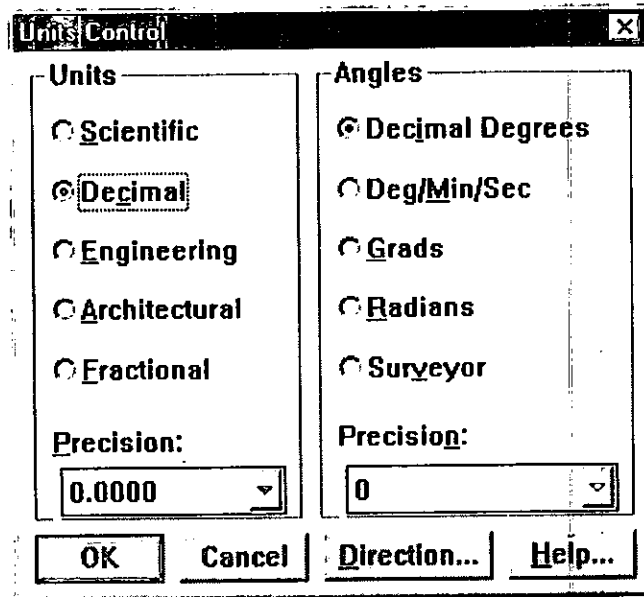 Units Control
Units
Scientific
Decimal
Engineering
Architectural
Fractional
Precision:
0.0000
Angles
Decimal Degrees
Deg/Min/Sec
Grads
Radians
Surveyor
Precision:
0
OK Cancel Direction... Help...